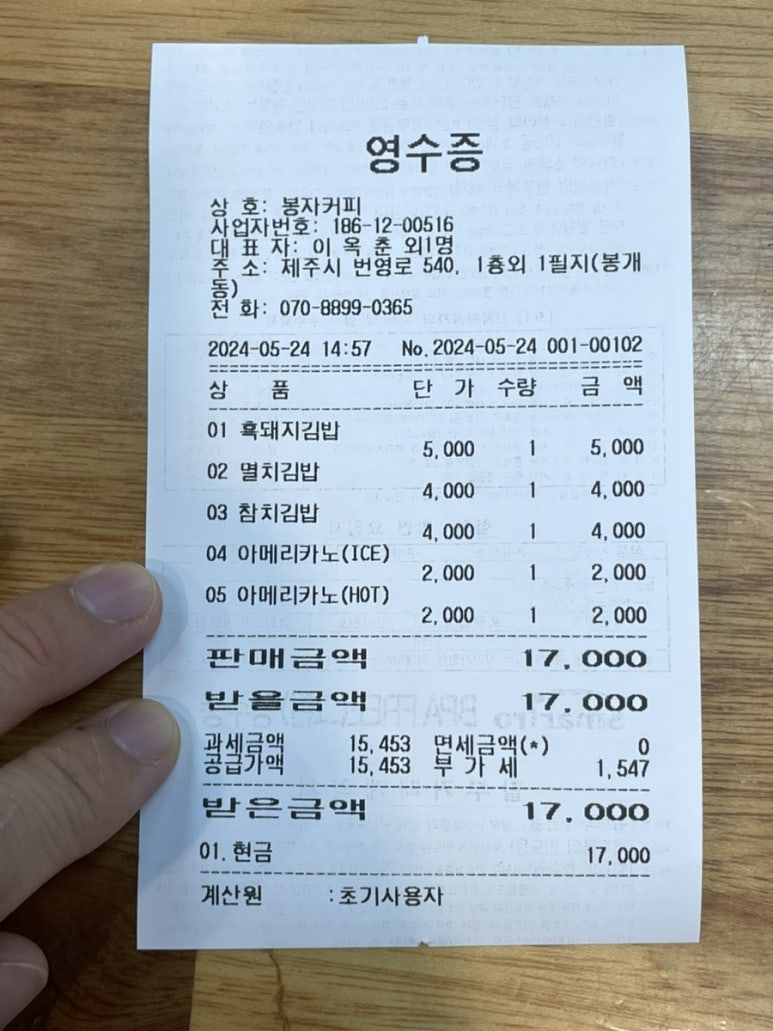 영수증
상 호: 봉자커피
사업자번호: 186-12-00516
대 표 자: 이 옥 춘 외1명
주 소: 제주시 번영로 540, 1층외 1필지(봉개
동)
전 화: 070-8899-0365
2024-05-24 14:57 No.2024-05-24 001-00102
상 품 단 가 수량 금 액
01 흑돼지김밥
5,000 1 5,000
02 멸치김밥
4,000 1 4,000
03 참치김밥
4,000 1 4,000
04 아메리카노(ICE)
2,000 1 2,000
05 아메리카노(HOT)
2,000 1 2,000
판매금액 17,000
받을금액 17,000
과세금액 15,453 면세금액(*) 0
공급가액 15,453 부 가 세 1,547
받은금액 17,000
01.현금 17,000
계산원 :초기사용자